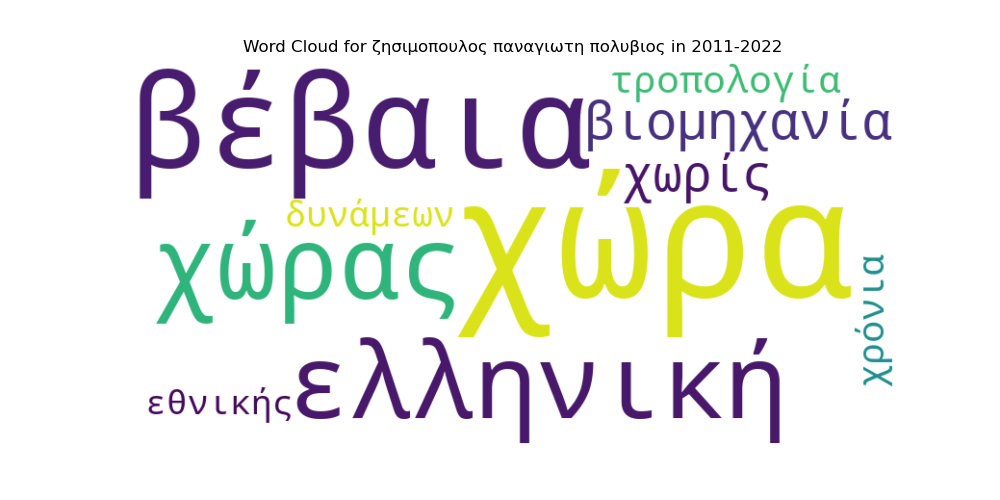 Word Cloud for ζησιμοπουλος παναγιωτη πολυβιος in 2011-2022
τροπολογία
βέβαια
βιομηχανία
χωρίς
δυνάμεων
χώρα
χώρας
χρόνια
ελληνική
εθνικής